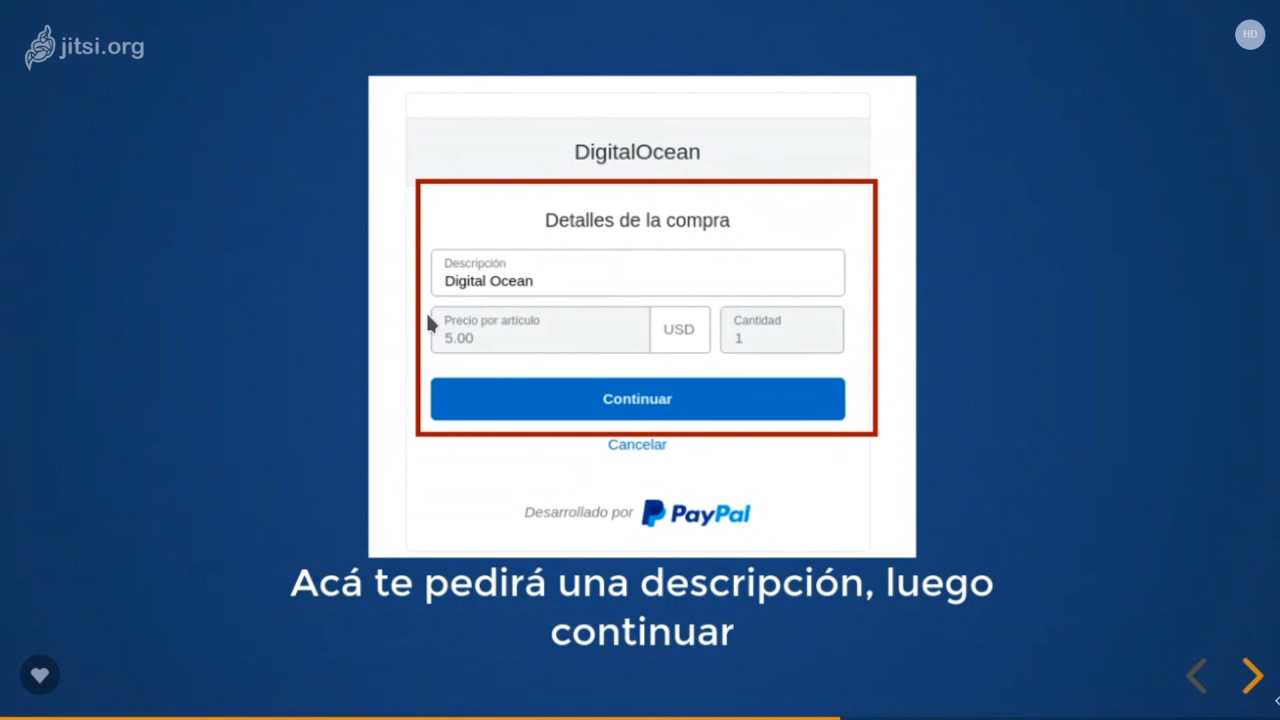 jitsi.org
HD
DigitalOcean
Detalles de la compra
Descripción
Digital Ocean
Precio por artículo
5.00
USD
Cantidad
1
Continuar
Cancelar
Desarrollado por PayPal
Acá te pedirá una descripción, luego
continuar